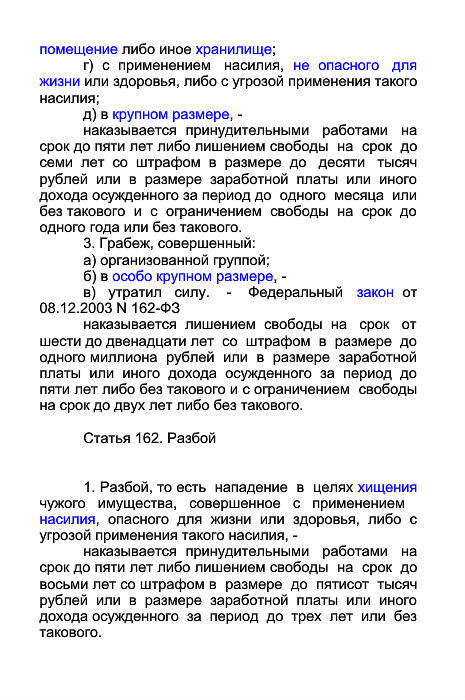 помещение либо иное хранилище;
г) с применением насилия, не опасного для
жизни или здоровья, либо с угрозой применения такого
насилия;
д) в крупном размере, -
наказывается принудительными работами на
срок до пяти лет либо лишением свободы на срок до
семи лет со штрафом в размере до десяти тысяч
рублей или в размере заработной платы или иного
дохода осужденного за период до одного месяца или
без такового и с ограничением свободы на срок до
одного года или без такового.
3. Грабеж, совершенный:
а) организованной группой;
б) в особо крупном размере, -
в) утратил силу. - Федеральный закон от
08.12.2003 N 162-ФЗ
наказывается лишением свободы на срок от
шести до двенадцати лет со штрафом в размере до
одного миллиона рублей или в размере заработной
платы или иного дохода осужденного за период до
пяти лет либо без такового и с ограничением свободы
на срок до двух лет либо без такового.
Статья 162. Разбой
1. Разбой, то есть нападение в целях хищения
чужого имущества, совершенное с применением
насилия, опасного для жизни или здоровья, либо с
угрозой применения такого насилия, -
наказывается принудительными работами на
срок до пяти лет либо лишением свободы на срок до
восьми лет со штрафом в размере до пятисот тысяч
рублей или в размере заработной платы или иного
дохода осужденного за период до трех лет или без
такового.